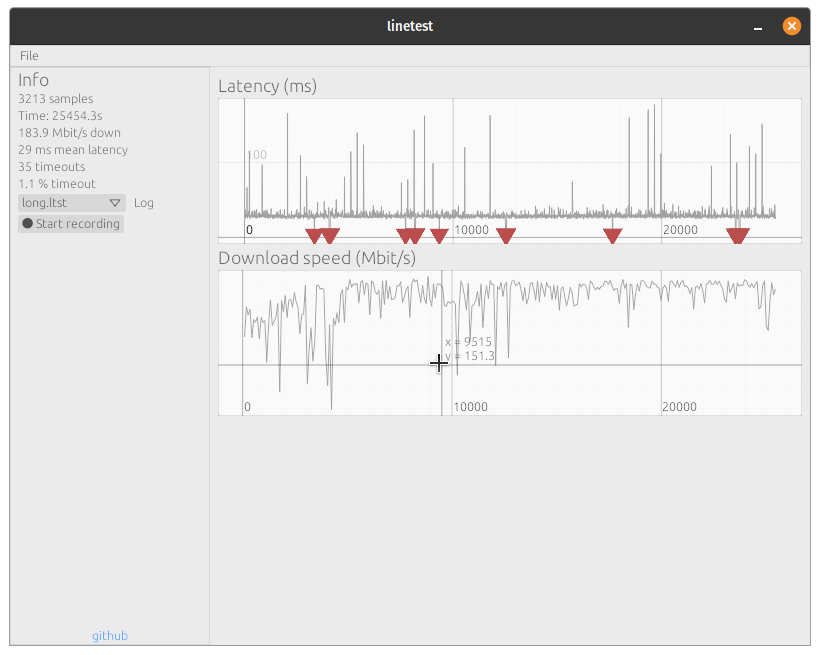 linetest
File
Info
3213 samples
Time: 25454.3s
183.9 Mbit/s down
29 ms mean latency
35 timeouts
1.1 % timeout
long.ltst
Log
Start recording
github
Latency (ms)
100
0
10000
20000
Download speed (Mbit/s)
x = 9515
y = 151.3
0
10000
20000